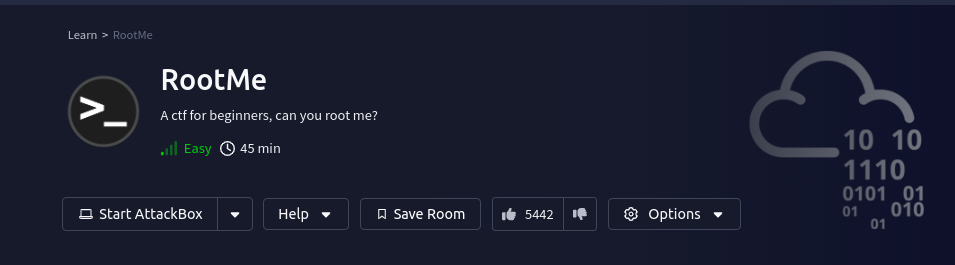 Learn > RootMe
RootMe
>_
A ctf for beginners, can you root me?
Easy 45 min
Start AttackBox Help Save Room 5442 Options
10 10
1110
0101 01
01 010
01